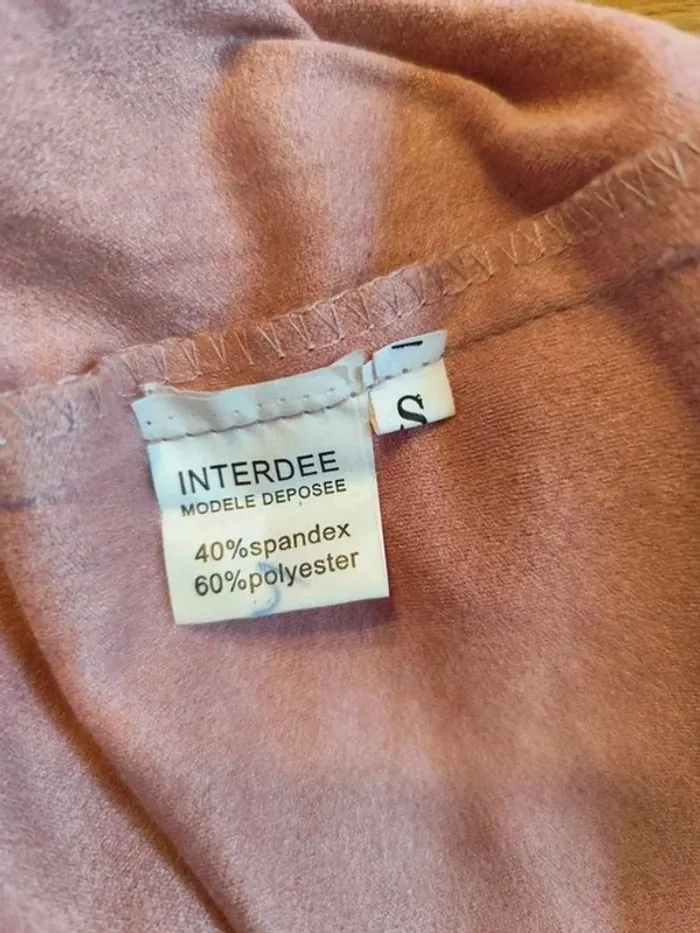 S
INTERDEE
MODELE DEPOSEE
40%spandex
60%polyester